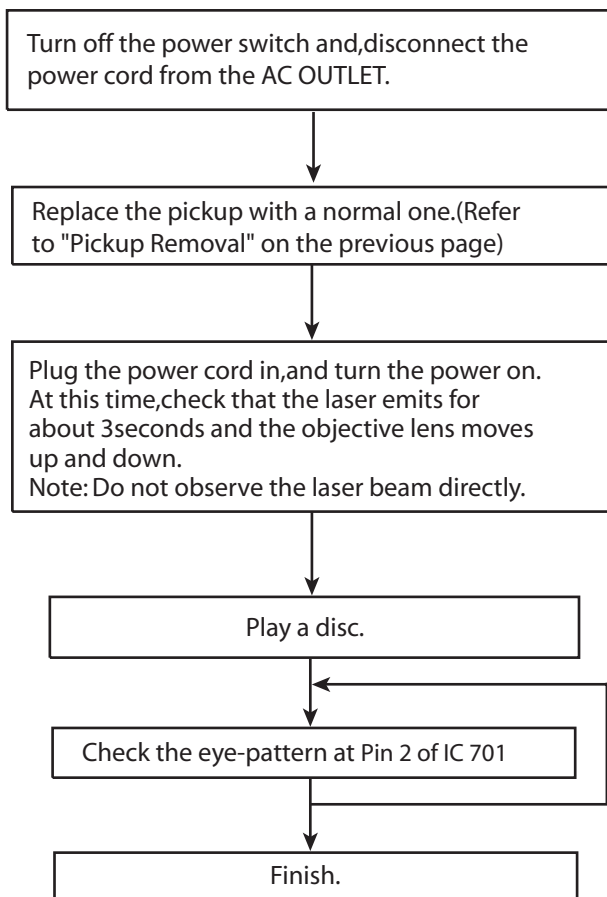 Turn off the power switch and,disconnect the
power cord from the AC OUTLET.
Replace the pickup with a normal one.(Refer
to "Pickup Removal" on the previous page)
Plug the power cord in,and turn the power on.
At this time,check that the laser emits for
about 3seconds and the objective lens moves
up and down.
Note: Do not observe the laser beam directly.
Play a disc.
Check the eye-pattern at Pin 2 of IC 701
Finish.